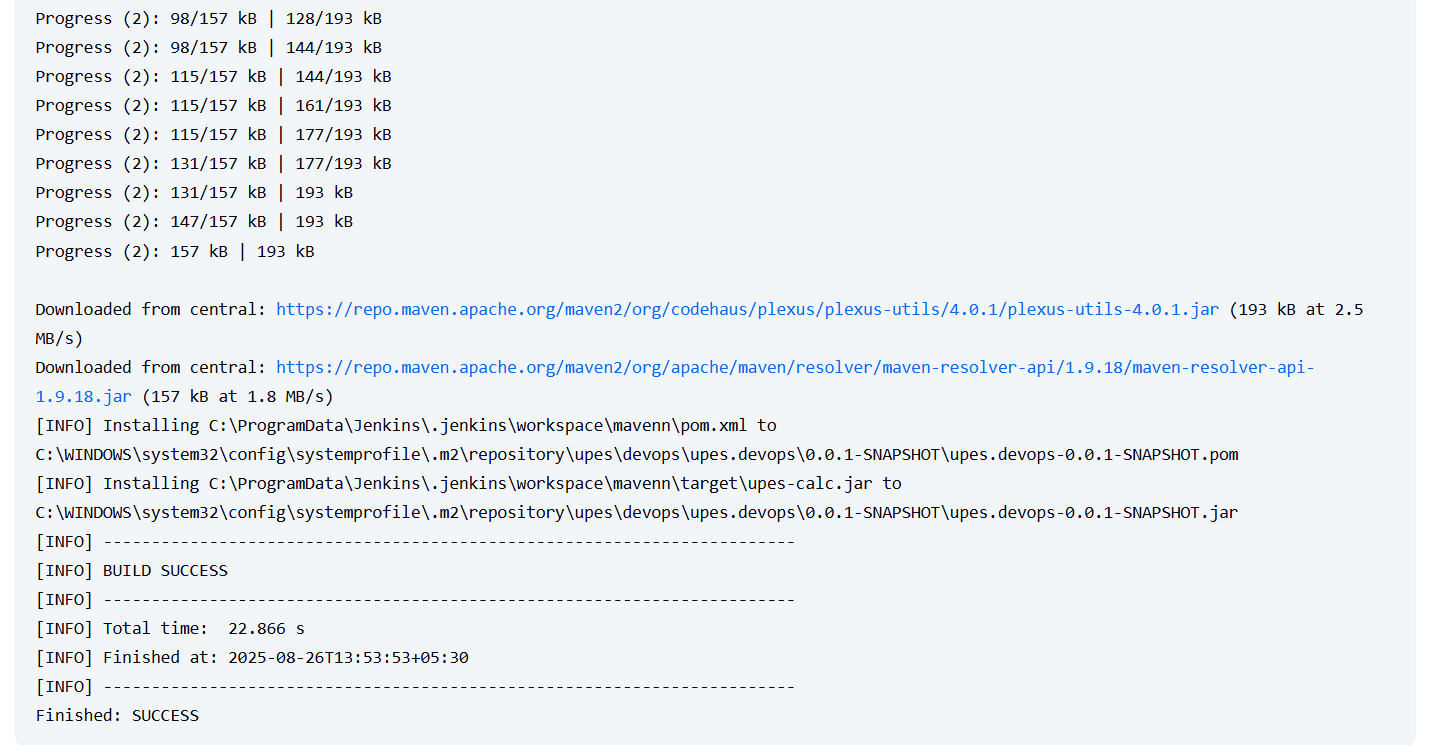 Progress (2): 98/157 kB | 128/193 kB
Progress (2): 98/157 kB | 144/193 kB
Progress (2): 115/157 kB | 144/193 kB
Progress (2): 115/157 kB | 161/193 kB
Progress (2): 115/157 kB | 177/193 kB
Progress (2): 131/157 kB | 177/193 kB
Progress (2): 131/157 kB | 193 kB
Progress (2): 147/157 kB | 193 kB
Progress (2): 157 kB | 193 kB
Downloaded from central: https://repo.maven.apache.org/maven2/org/codehaus/plexus/plexus-utils/4.0.1/plexus-utils-4.0.1.jar (193 kB at 2.5
MB/s)
Downloaded from central: https://repo.maven.apache.org/maven2/org/apache/maven/resolver/maven-resolver-api/1.9.18/maven-resolver-api-
1.9.18.jar (157 kB at 1.8 MB/s)
[INFO] Installing C:\ProgramData\Jenkins\.jenkins\workspace\mavenn\pom.xml to
C:\WINDOWS\system32\config\systemprofile\.m2\repository\upes\devops\upes.devops\0.0.1-SNAPSHOT\upes.devops-0.0.1-SNAPSHOT.pom
[INFO] Installing C:\ProgramData\Jenkins\.jenkins\workspace\mavenn\target\upes-calc.jar to
C:\WINDOWS\system32\config\systemprofile\.m2\repository\upes\devops\upes.devops\0.0.1-SNAPSHOT\upes.devops-0.0.1-SNAPSHOT.jar
[INFO] ------------------------------------------------------------------------
[INFO] BUILD SUCCESS
[INFO] ------------------------------------------------------------------------
[INFO] Total time:  22.866 s
[INFO] Finished at: 2025-08-26T13:53:53+05:30
[INFO] ------------------------------------------------------------------------
Finished: SUCCESS